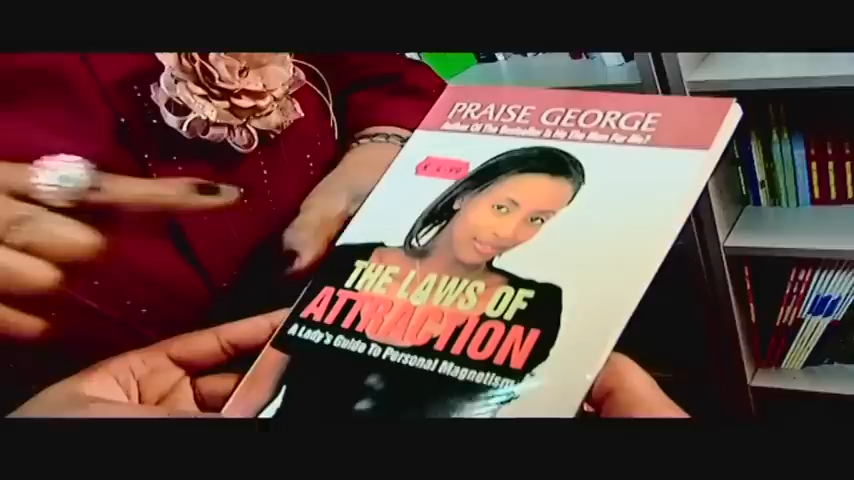 PRAISE GEORGE
Author Of The Bestseller Is He The Man For Me?
THE LAWS OF
ATTRACTION
A Lady's Guide To Personal Magnetism